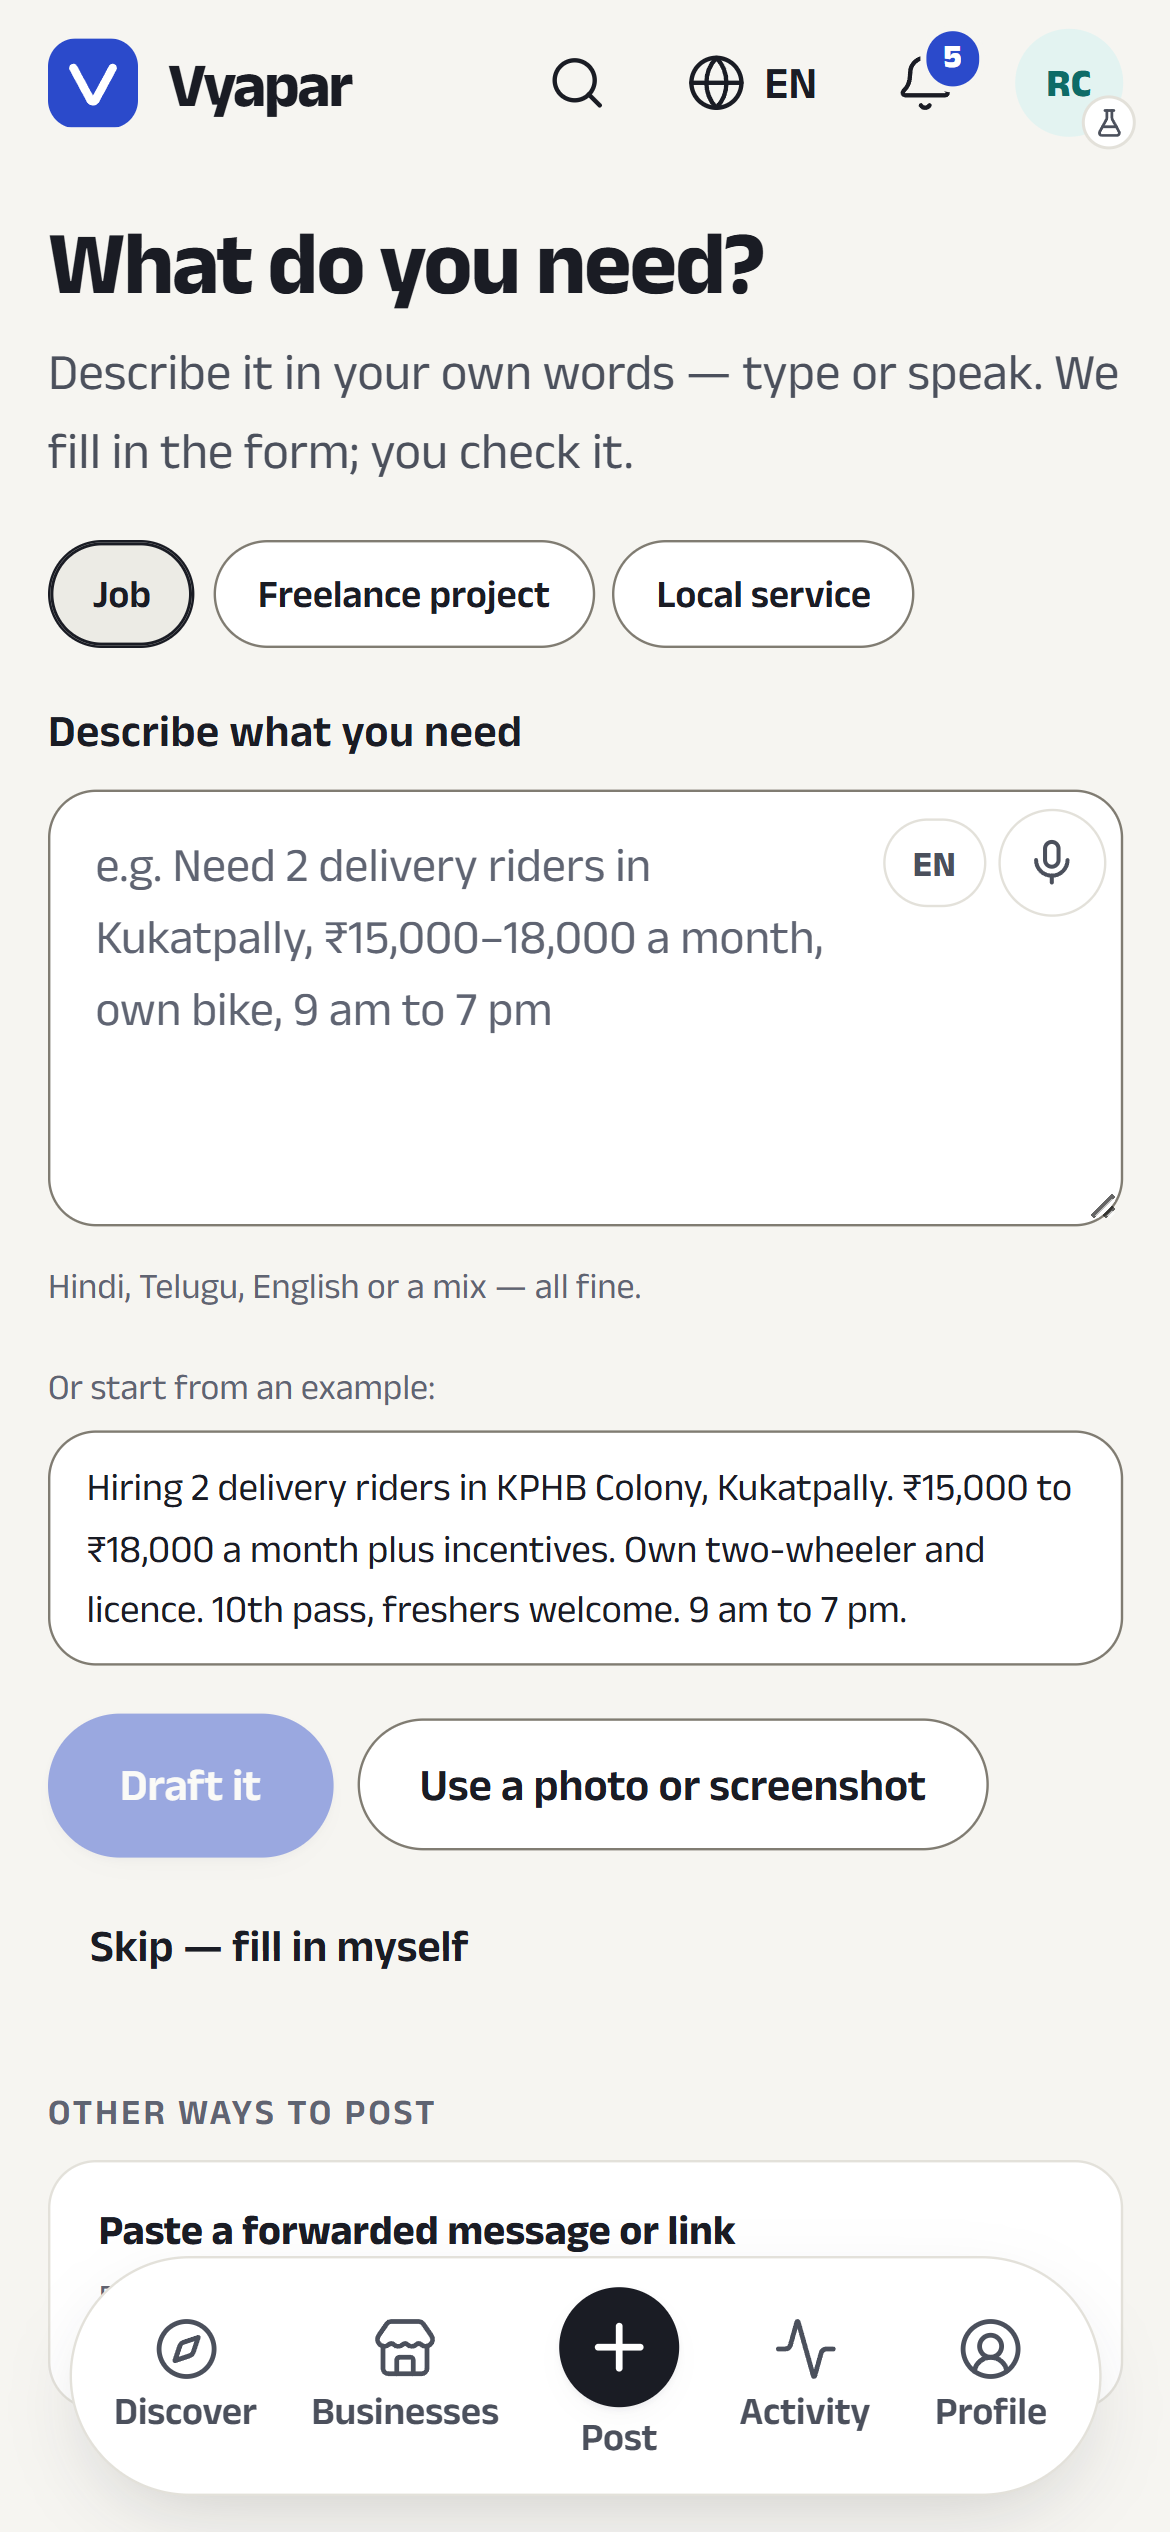 Vyapar
EN
5
RC
What do you need?
Describe it in your own words — type or speak. We
fill in the form; you check it.
Job
Freelance project
Local service
Describe what you need
e.g. Need 2 delivery riders in
Kukatpally, ₹15,000–18,000 a month,
own bike, 9 am to 7 pm
EN
Hindi, Telugu, English or a mix — all fine.
Or start from an example:
Hiring 2 delivery riders in KPHB Colony, Kukatpally. ₹15,000 to
₹18,000 a month plus incentives. Own two-wheeler and
licence. 10th pass, freshers welcome. 9 am to 7 pm.
Draft it
Use a photo or screenshot
Skip — fill in myself
OTHER WAYS TO POST
Paste a forwarded message or link
Discover
Businesses
Post
Activity
Profile